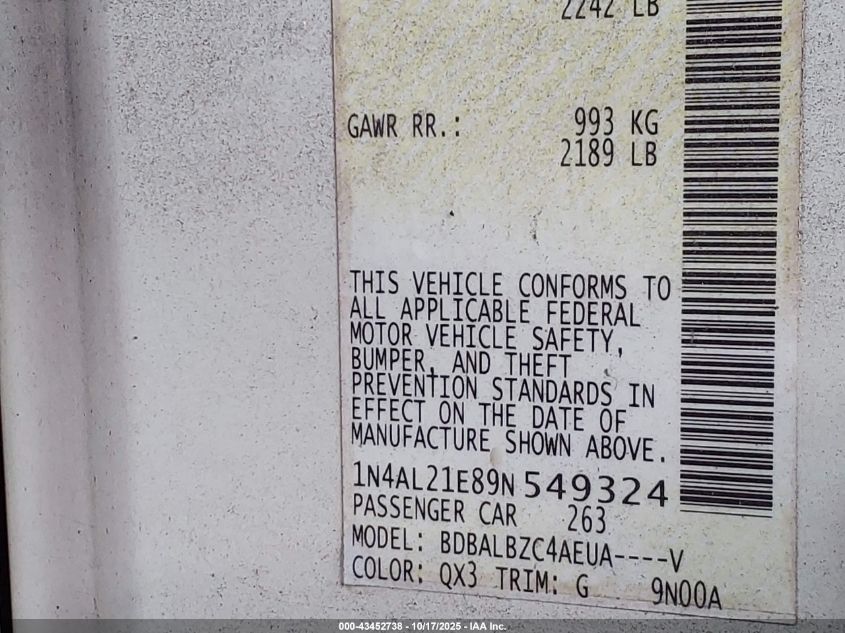 2242 LB
GAWR RR.: 993 KG
2189 LB
THIS VEHICLE CONFORMS TO
ALL APPLICABLE FEDERAL
MOTOR VEHICLE SAFETY,
BUMPER, AND THEFT
PREVENTION STANDARDS IN
EFFECT ON THE DATE OF
MANUFACTURE SHOWN ABOVE.
1N4AL21E89N549324
PASSENGER CAR 263
MODEL: BDBALBZC4AEUA----V
COLOR: QX3 TRIM: G 9N00A
000-43452738 - 10/17/2025 - IAA Inc.